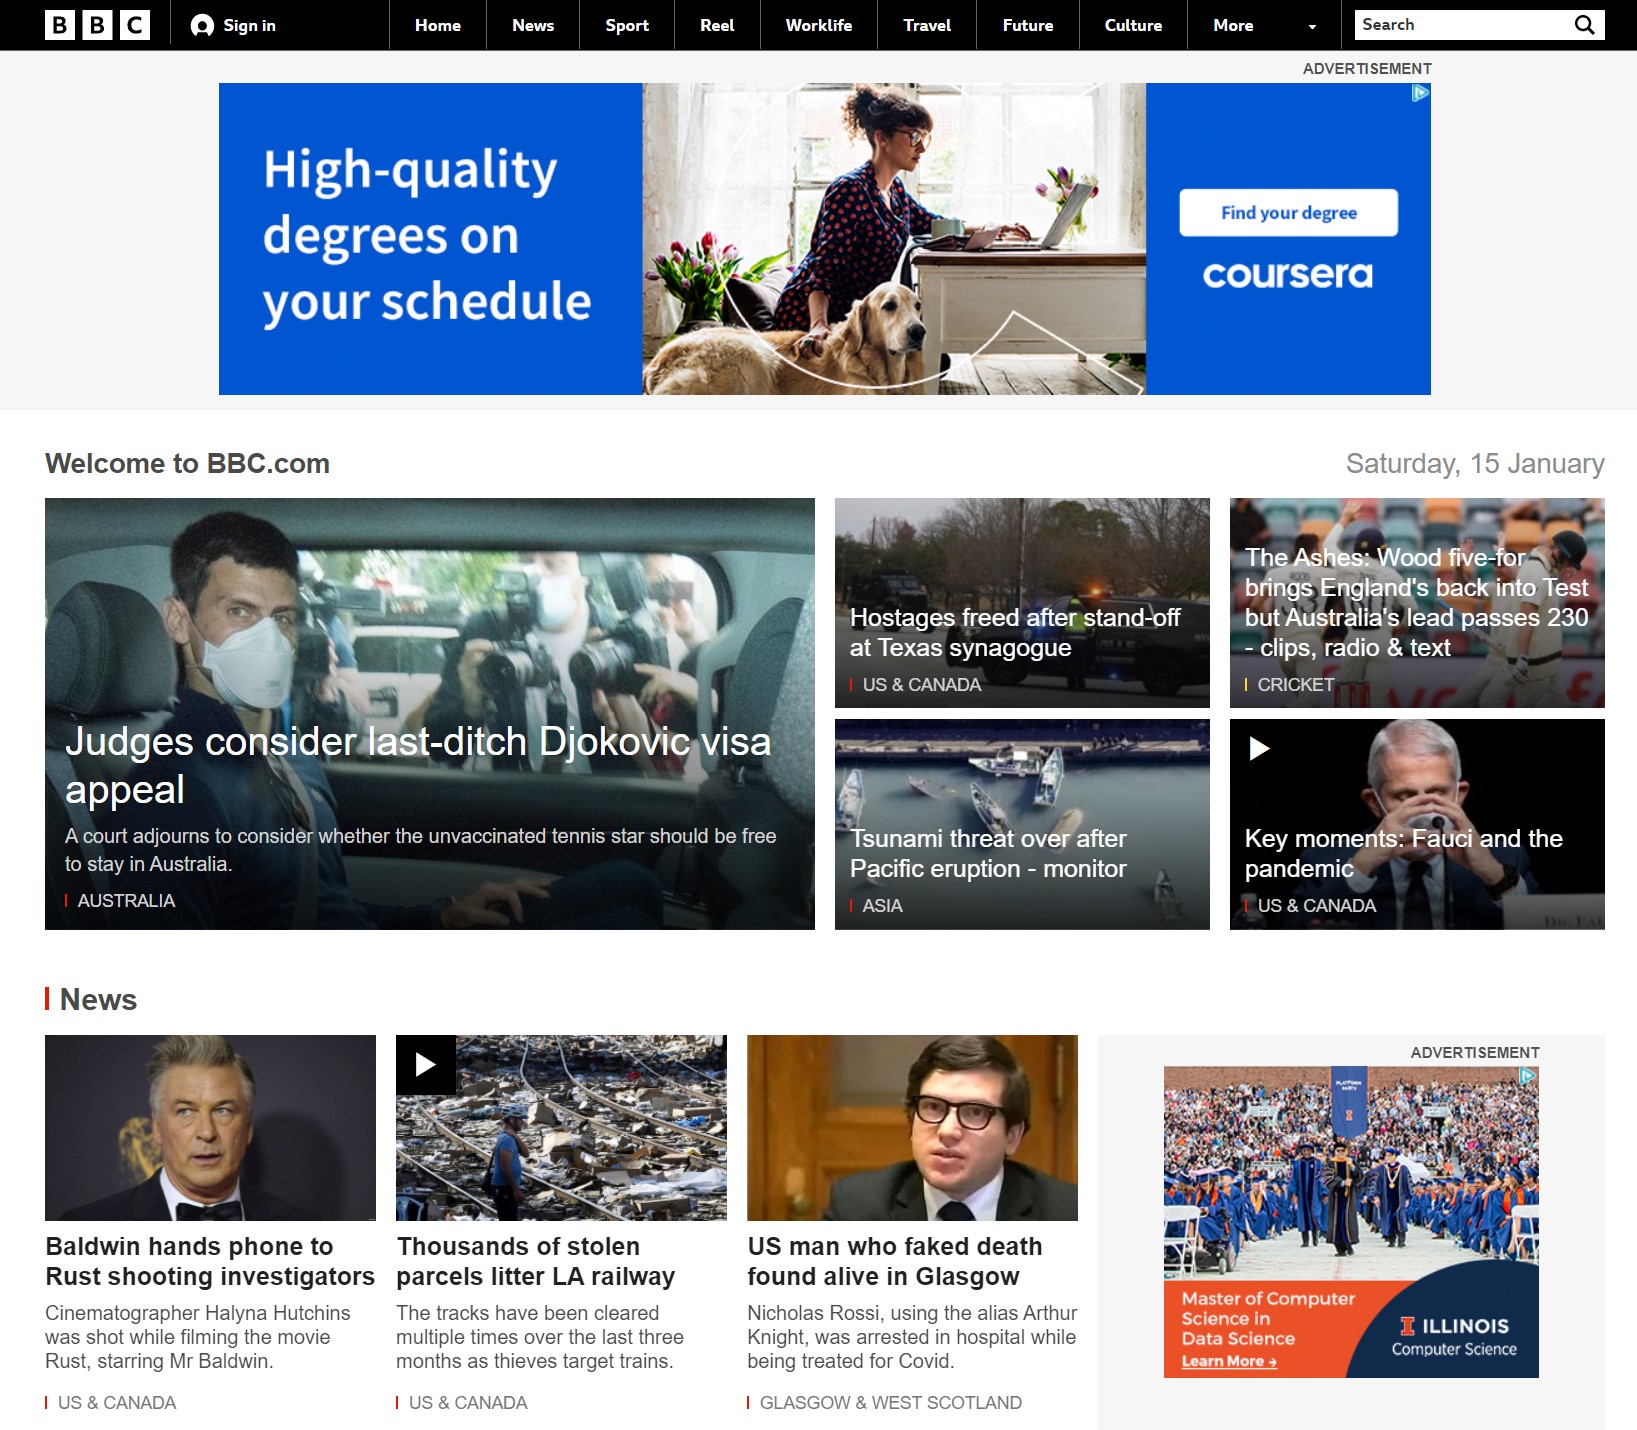 BBC
Sign in
Home
News
Sport
Reel
Worklife
Travel
Future
Culture
More
Search
ADVERTISEMENT
High-quality
degrees on
your schedule
Find your degree
coursera
Welcome to BBC.com
Saturday, 15 January
Judges consider last-ditch Djokovic visa
appeal
A court adjourns to consider whether the unvaccinated tennis star should be free
to stay in Australia.
AUSTRALIA
Hostages freed after stand-off
at Texas synagogue
US & CANADA
The Ashes: Wood five-for
brings England's back into Test
but Australia's lead passes 230
- clips, radio & text
CRICKET
Tsunami threat over after
Pacific eruption - monitor
ASIA
Key moments: Fauci and the
pandemic
US & CANADA
News
Baldwin hands phone to
Rust shooting investigators
Cinematographer Halyna Hutchins
was shot while filming the movie
Rust, starring Mr Baldwin.
US & CANADA
Thousands of stolen
parcels litter LA railway
The tracks have been cleared
multiple times over the last three
months as thieves target trains.
US & CANADA
US man who faked death
found alive in Glasgow
Nicholas Rossi, using the alias Arthur
Knight, was arrested in hospital while
being treated for Covid.
GLASGOW & WEST SCOTLAND
ADVERTISEMENT
PLATFORM
PARTY
Master of Computer
Science in
Data Science
Learn More →
ILLINOIS
Computer Science